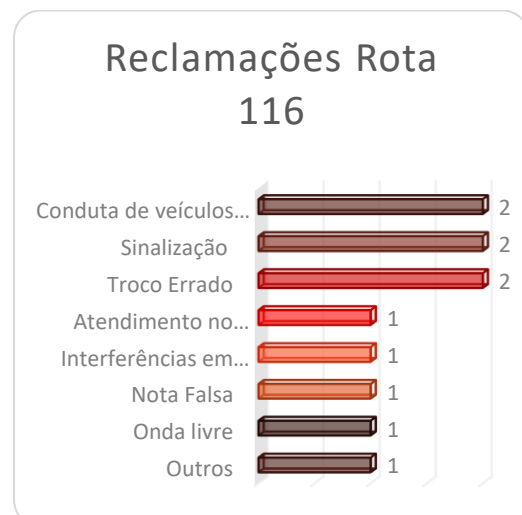 Reclamações Rota
116
Conduta de veículos... 2
Sinalização 2
Troco Errado 2
Atendimento no... 1
Interferências em... 1
Nota Falsa 1
Onda livre 1
Outros 1